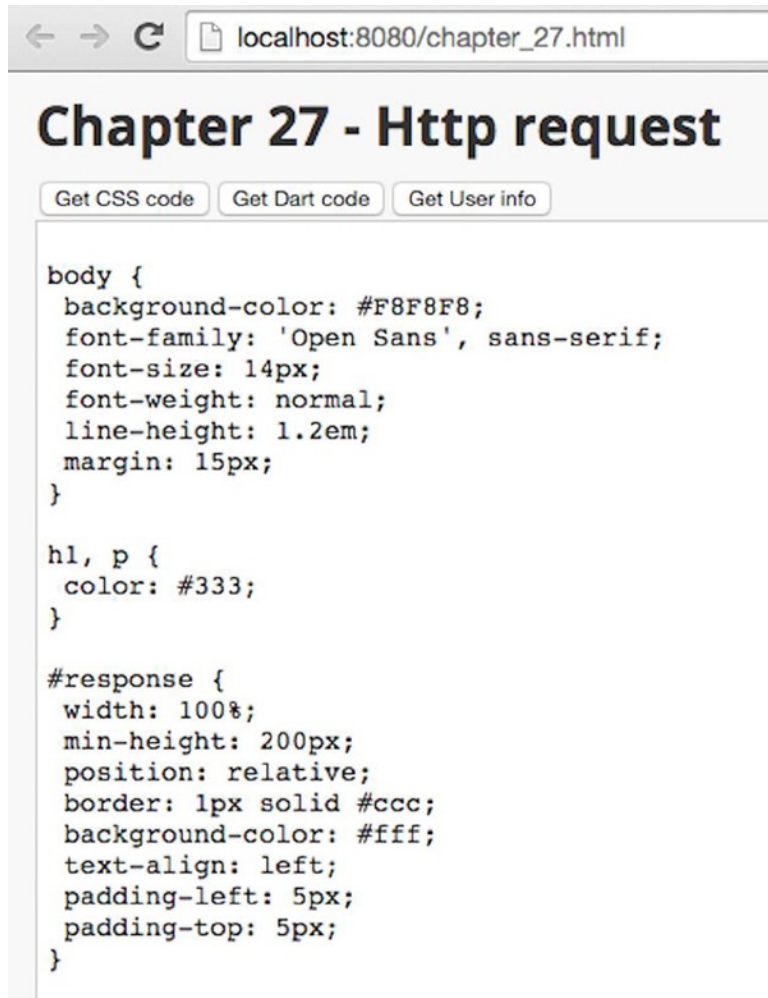 localhost:8080/chapter_27.html
Chapter 27 - Http request
Get CSS code Get Dart code Get User info
body {
 background-color: #F8F8F8;
 font-family: 'Open Sans', sans-serif;
 font-size: 14px;
 font-weight: normal;
 line-height: 1.2em;
 margin: 15px;
}
h1, p {
 color: #333;
}
#response {
 width: 100%;
 min-height: 200px;
 position: relative;
 border: 1px solid #ccc;
 background-color: #fff;
 text-align: left;
 padding-left: 5px;
 padding-top: 5px;
}